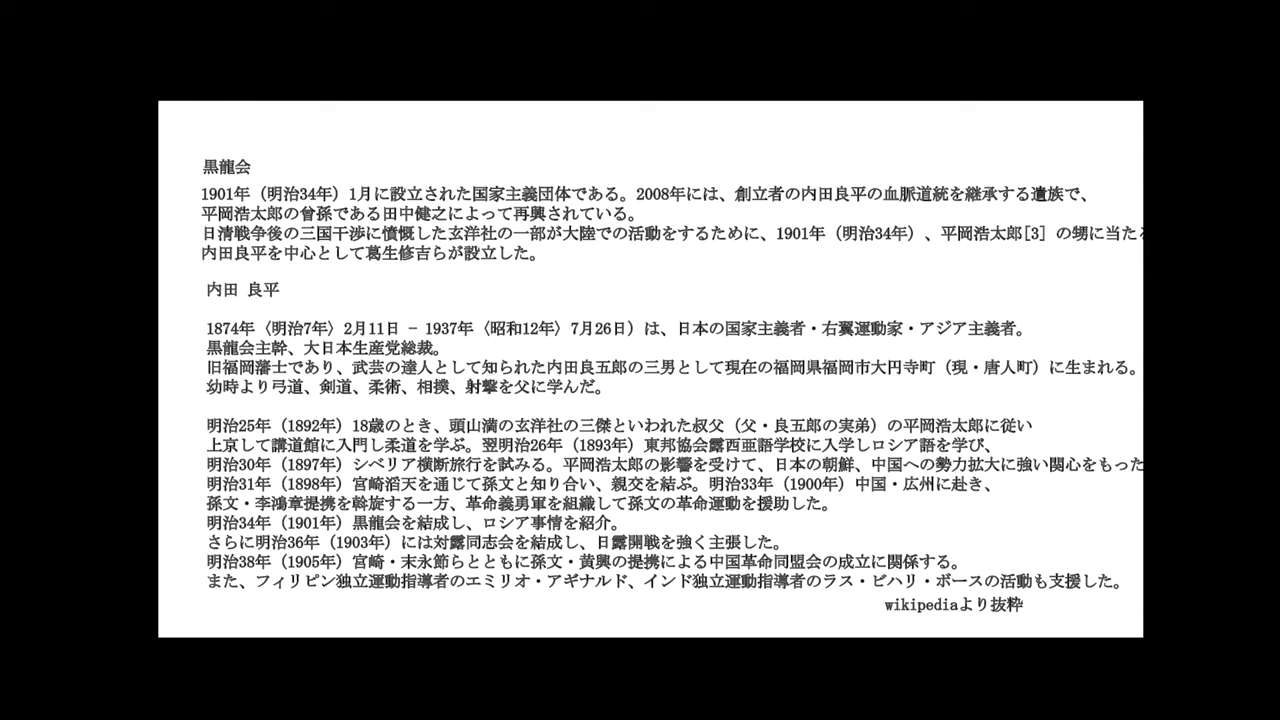 黒龍会
1901年（明治34年）1月に設立された国家主義団体である。2008年には、創立者の内田良平の血脈道統を継承する遺族で、
平岡浩太郎の曾孫である田中健之によって再興されている。
日清戦争後の三国干渉に憤慨した玄洋社の一部が大陸での活動をするために、1901年（明治34年）、平岡浩太郎[3] の甥に当たる
内田良平を中心として葛生修吉らが設立した。
内田 良平
1874年〈明治7年〉2月11日 － 1937年〈昭和12年〉7月26日）は、日本の国家主義者・右翼運動家・アジア主義者。
黒龍会主幹、大日本生産党総裁。
旧福岡藩士であり、武芸の達人として知られた内田良五郎の三男として現在の福岡県福岡市大円寺町（現・唐人町）に生まれる。
幼時より弓道、剣道、柔術、相撲、射撃を父に学んだ。
明治25年（1892年）18歳のとき、頭山満の玄洋社の三傑といわれた叔父（父・良五郎の実弟）の平岡浩太郎に従い
上京して講道館に入門し柔道を学ぶ。翌明治26年（1893年）東邦協会露西亜語学校に入学しロシア語を学び、
明治30年（1897年）シベリア横断旅行を試みる。平岡浩太郎の影響を受けて、日本の朝鮮、中国への勢力拡大に強い関心をもった
明治31年（1898年）宮崎滔天を通じて孫文と知り合い、親交を結ぶ。明治33年（1900年）中国・広州に赴き、
孫文・李鴻章提携を斡旋する一方、革命義勇軍を組織して孫文の革命運動を援助した。
明治34年（1901年）黒龍会を結成し、ロシア事情を紹介。
さらに明治36年（1903年）には対露同志会を結成し、日露開戦を強く主張した。
明治38年（1905年）宮崎・末永節らとともに孫文・黄興の提携による中国革命同盟会の成立に関係する。
また、フィリピン独立運動指導者のエミリオ・アギナルド、インド独立運動指導者のラス・ビハリ・ボースの活動も支援した。
wikipediaより抜粋